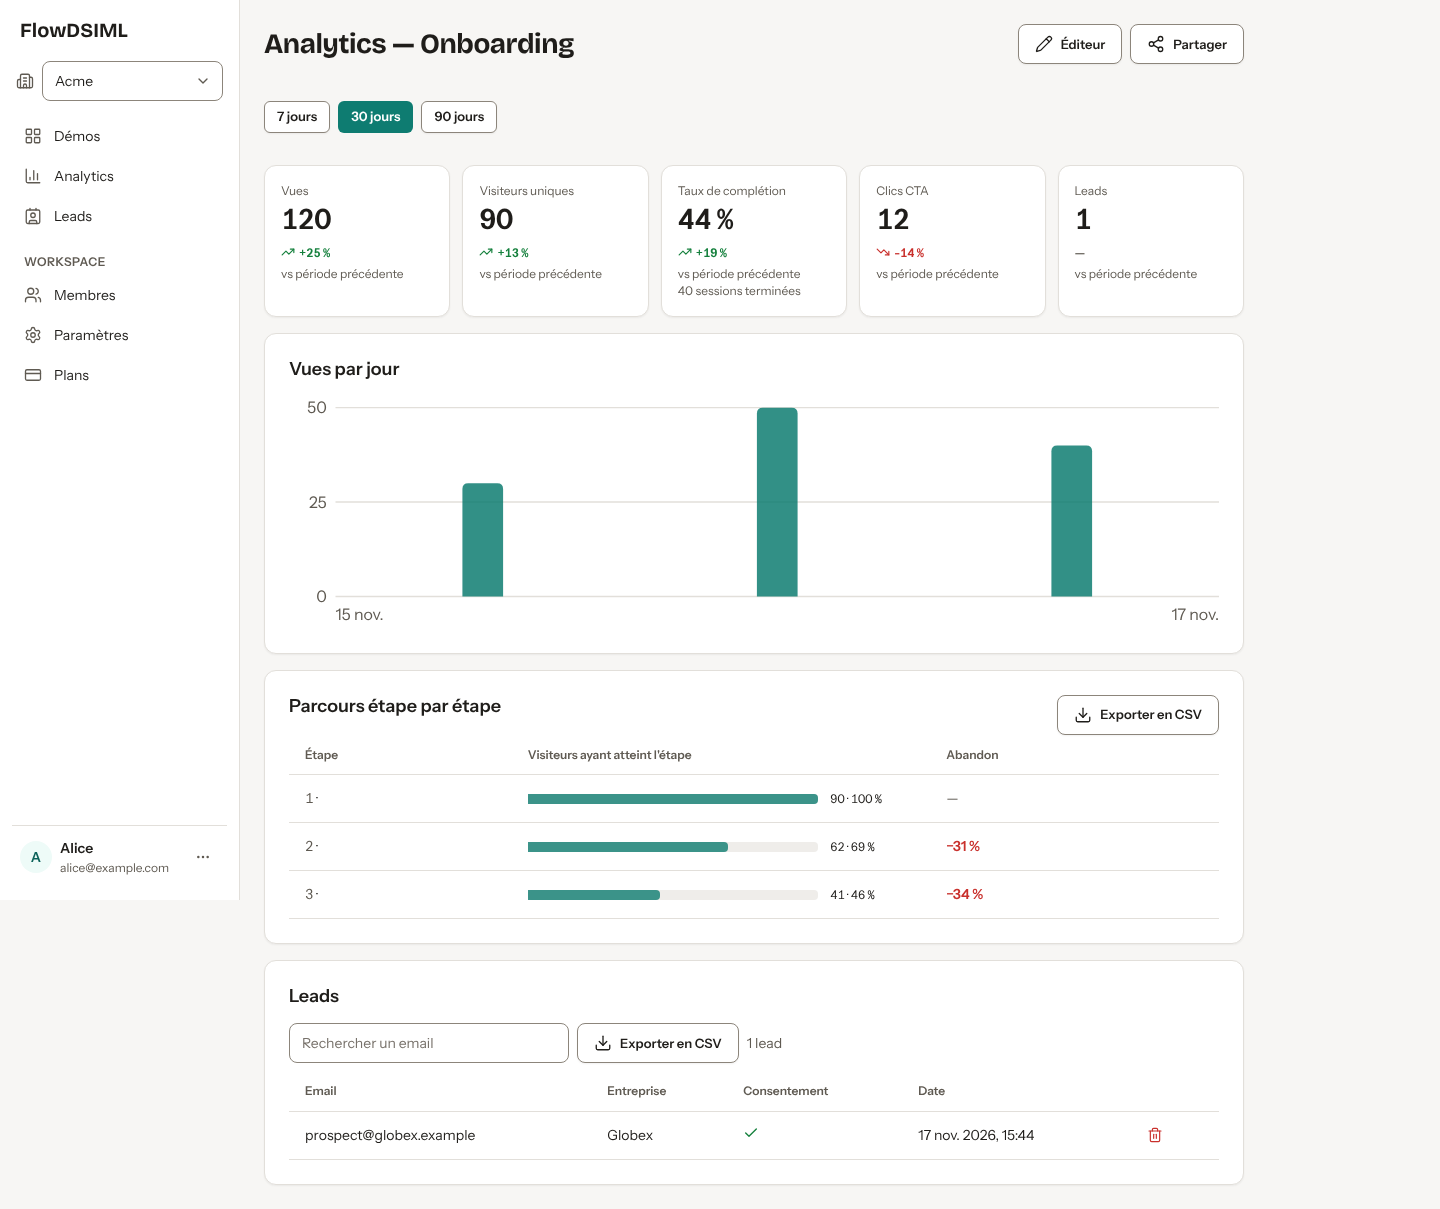 FlowDSIML
Acme
Démos
Analytics
Leads
WORKSPACE
Membres
Paramètres
Plans
A
Alice
alice@example.com
Analytics — Onboarding
Éditeur
Partager
7 jours
30 jours
90 jours
Vues
120
+25 %
vs période précédente
Visiteurs uniques
90
+13 %
vs période précédente
Taux de complétion
44 %
+19 %
vs période précédente
40 sessions terminées
Clics CTA
12
-14 %
vs période précédente
Leads
1
—
vs période précédente
Vues par jour
50
25
0
15 nov.
17 nov.
Parcours étape par étape
Exporter en CSV
Étape
Visiteurs ayant atteint l'étape
Abandon
1 ·
90 · 100 %
—
2 ·
62 · 69 %
−31 %
3 ·
41 · 46 %
−34 %
Leads
Rechercher un email
Exporter en CSV
1 lead
Email
Entreprise
Consentement
Date
prospect@globex.example
Globex
17 nov. 2026, 15:44